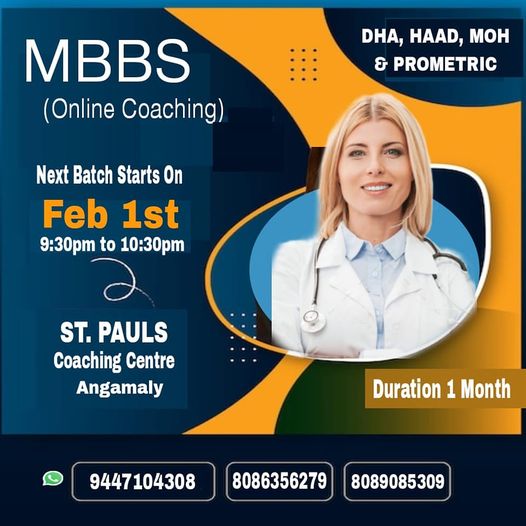 MBBS
(Online Coaching)
DHA, HAAD, MOH
& PROMETRIC
Next Batch Starts On
Feb 1st
9:30pm to 10:30pm
ST. PAULS
Coaching Centre
Angamaly
Duration 1 Month
9447104308
8086356279
8089085309